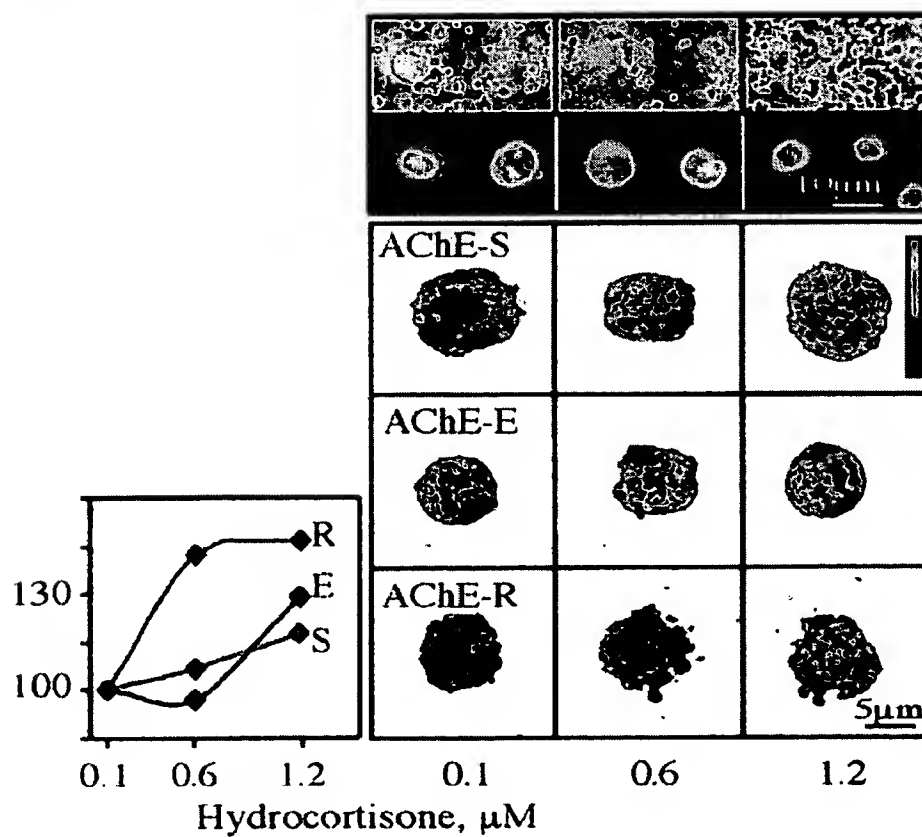 10μm
AChE-S
AChE-E
AChE-R
5μm
R
E
S
130
100
0.1 0.6 1.2
0.1 0.6 1.2
Hydrocortisone, μM